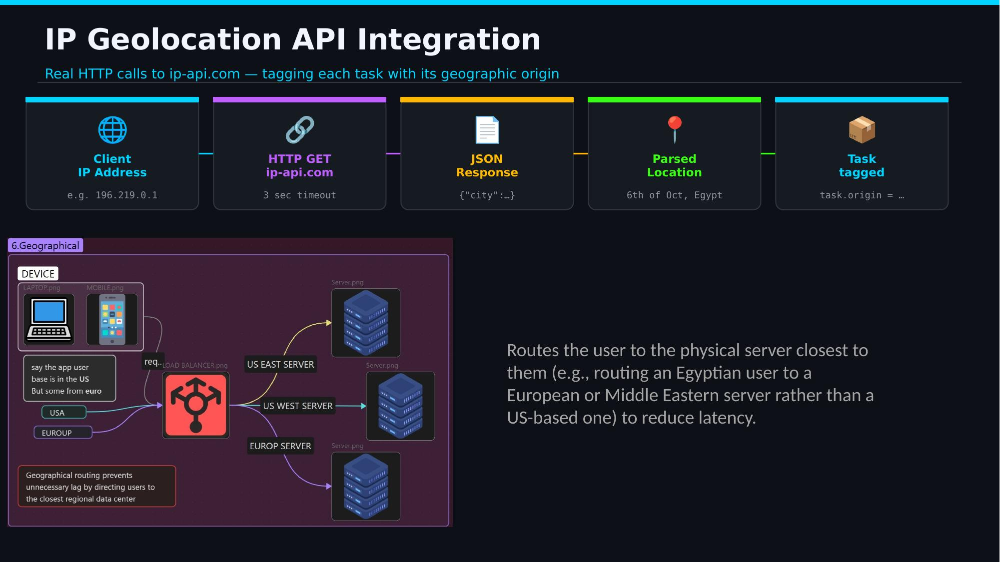 IP Geolocation API Integration
Real HTTP calls to ip-api.com — tagging each task with its geographic origin
Client
IP Address
e.g. 196.219.0.1
HTTP GET
ip-api.com
3 sec timeout
JSON
Response
{"city":…}
Parsed
Location
6th of Oct, Egypt
Task
tagged
task.origin = …
6.Geographical
DEVICE
LAPTOP.png
MOBILE.png
say the app user
base is in the US
But some from euro
USA
EUROUP
req..
LOAD BALANCER.png
US EAST SERVER
US WEST SERVER
EUROP SERVER
Server.png
Server.png
Server.png
Geographical routing prevents
unnecessary lag by directing users to
the closest regional data center
Routes the user to the physical server closest to
them (e.g., routing an Egyptian user to a
European or Middle Eastern server rather than a
US-based one) to reduce latency.